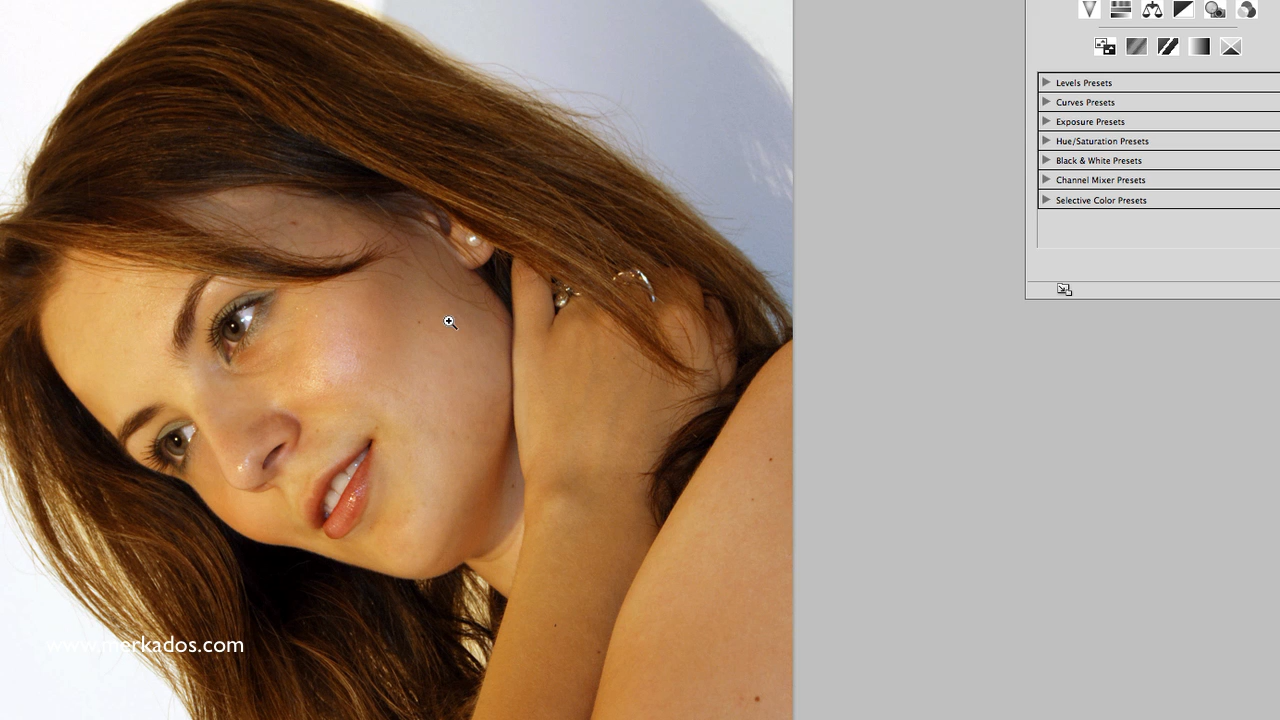 Levels Presets
Curves Presets
Exposure Presets
Hue/Saturation Presets
Black & White Presets
Channel Mixer Presets
Selective Color Presets
www.merkados.com